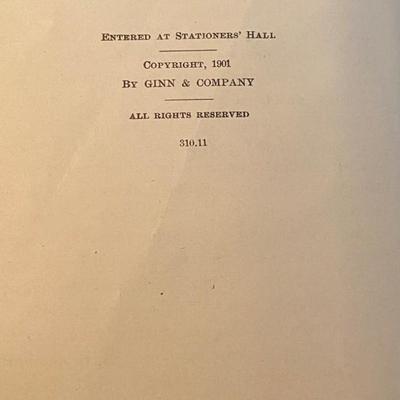 ENTERED AT STATIONERS' HALL
COPYRIGHT, 1901
BY GINN & COMPANY
ALL RIGHTS RESERVED
310.11